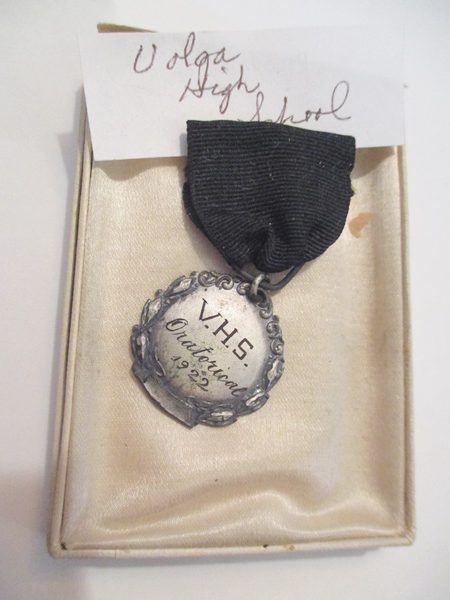 Volga
High
School
V.H.S.
Oratorical
1922